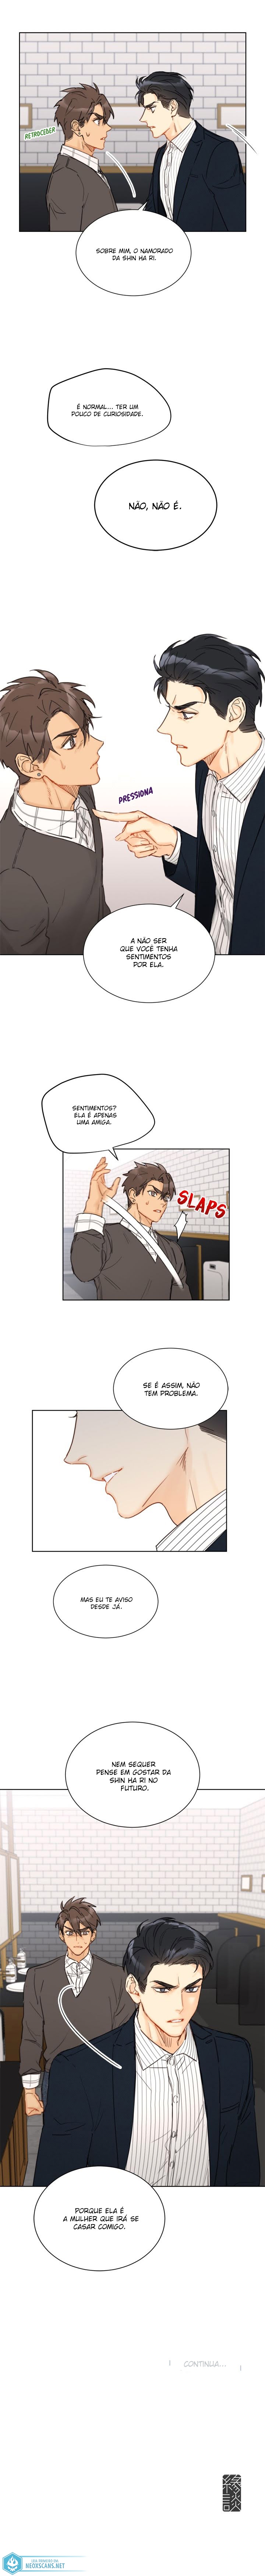 RETROCEDER
SOBRE MIM, O NAMORADO
DA SHIN HA RI.
É NORMAL... TER UM
POUCO DE CURIOSIDADE.
NÃO, NÃO É.
PRESSIONA
A NÃO SER
QUE VOCÊ TENHA
SENTIMENTOS
POR ELA.
SENTIMENTOS?
ELA É APENAS
UMA AMIGA.
SLAPS
SE É ASSIM, NÃO
TEM PROBLEMA.
MAS EU TE AVISO
DESDE JÁ.
NEM SEQUER
PENSE EM GOSTAR DA
SHIN HA RI NO
FUTURO.
PORQUE ELA É
A MULHER QUE IRÁ SE
CASAR COMIGO.
CONTINUA...
NEOXSCANS.NET